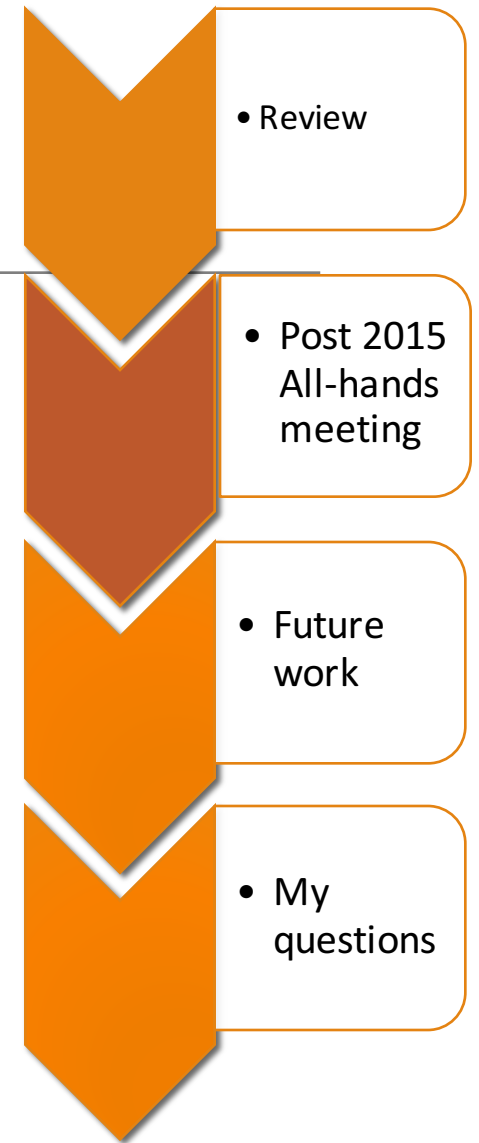 • Review
• Post 2015
All-hands
meeting
• Future
work
• My
questions